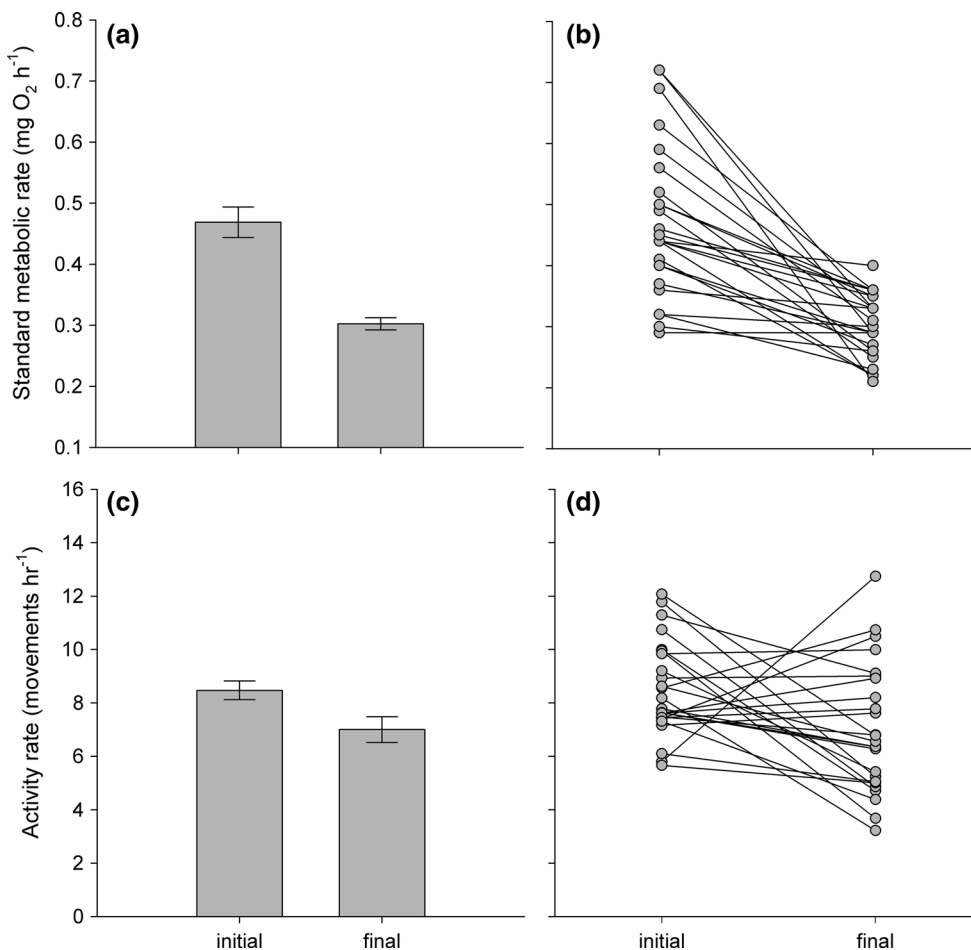 (a)
(b)
Standard metabolic rate (mg O₂ h⁻¹)
0.8
0.7
0.6
0.5
0.4
0.3
0.2
0.1
(c)
(d)
Activity rate (movements hr⁻¹)
16
14
12
10
8
6
4
2
0
initial final initial final